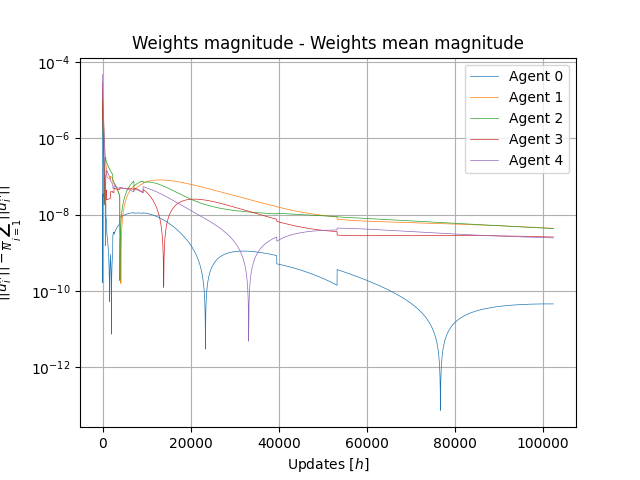 Weights magnitude - Weights mean magnitude
10⁻⁴
10⁻⁶
10⁻⁸
10⁻¹⁰
10⁻¹²
Agent 0
Agent 1
Agent 2
Agent 3
Agent 4
0
20000
40000
60000
80000
100000
Updates [h]